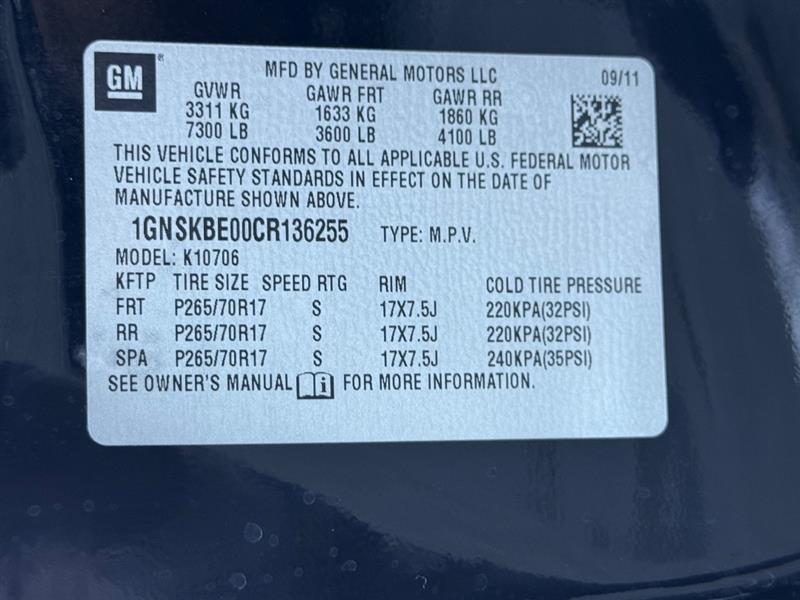 GM
MFD BY GENERAL MOTORS LLC 09/11
GVWR GAWR FRT GAWR RR
3311 KG 1633 KG 1860 KG
7300 LB 3600 LB 4100 LB
THIS VEHICLE CONFORMS TO ALL APPLICABLE U.S. FEDERAL MOTOR
VEHICLE SAFETY STANDARDS IN EFFECT ON THE DATE OF
MANUFACTURE SHOWN ABOVE.
1GNSKBE00CR136255 TYPE: M.P.V.
MODEL: K10706
KFTP TIRE SIZE SPEED RTG RIM COLD TIRE PRESSURE
FRT P265/70R17 S 17X7.5J 220KPA(32PSI)
RR P265/70R17 S 17X7.5J 220KPA(32PSI)
SPA P265/70R17 S 17X7.5J 240KPA(35PSI)
SEE OWNER'S MANUAL i FOR MORE INFORMATION.